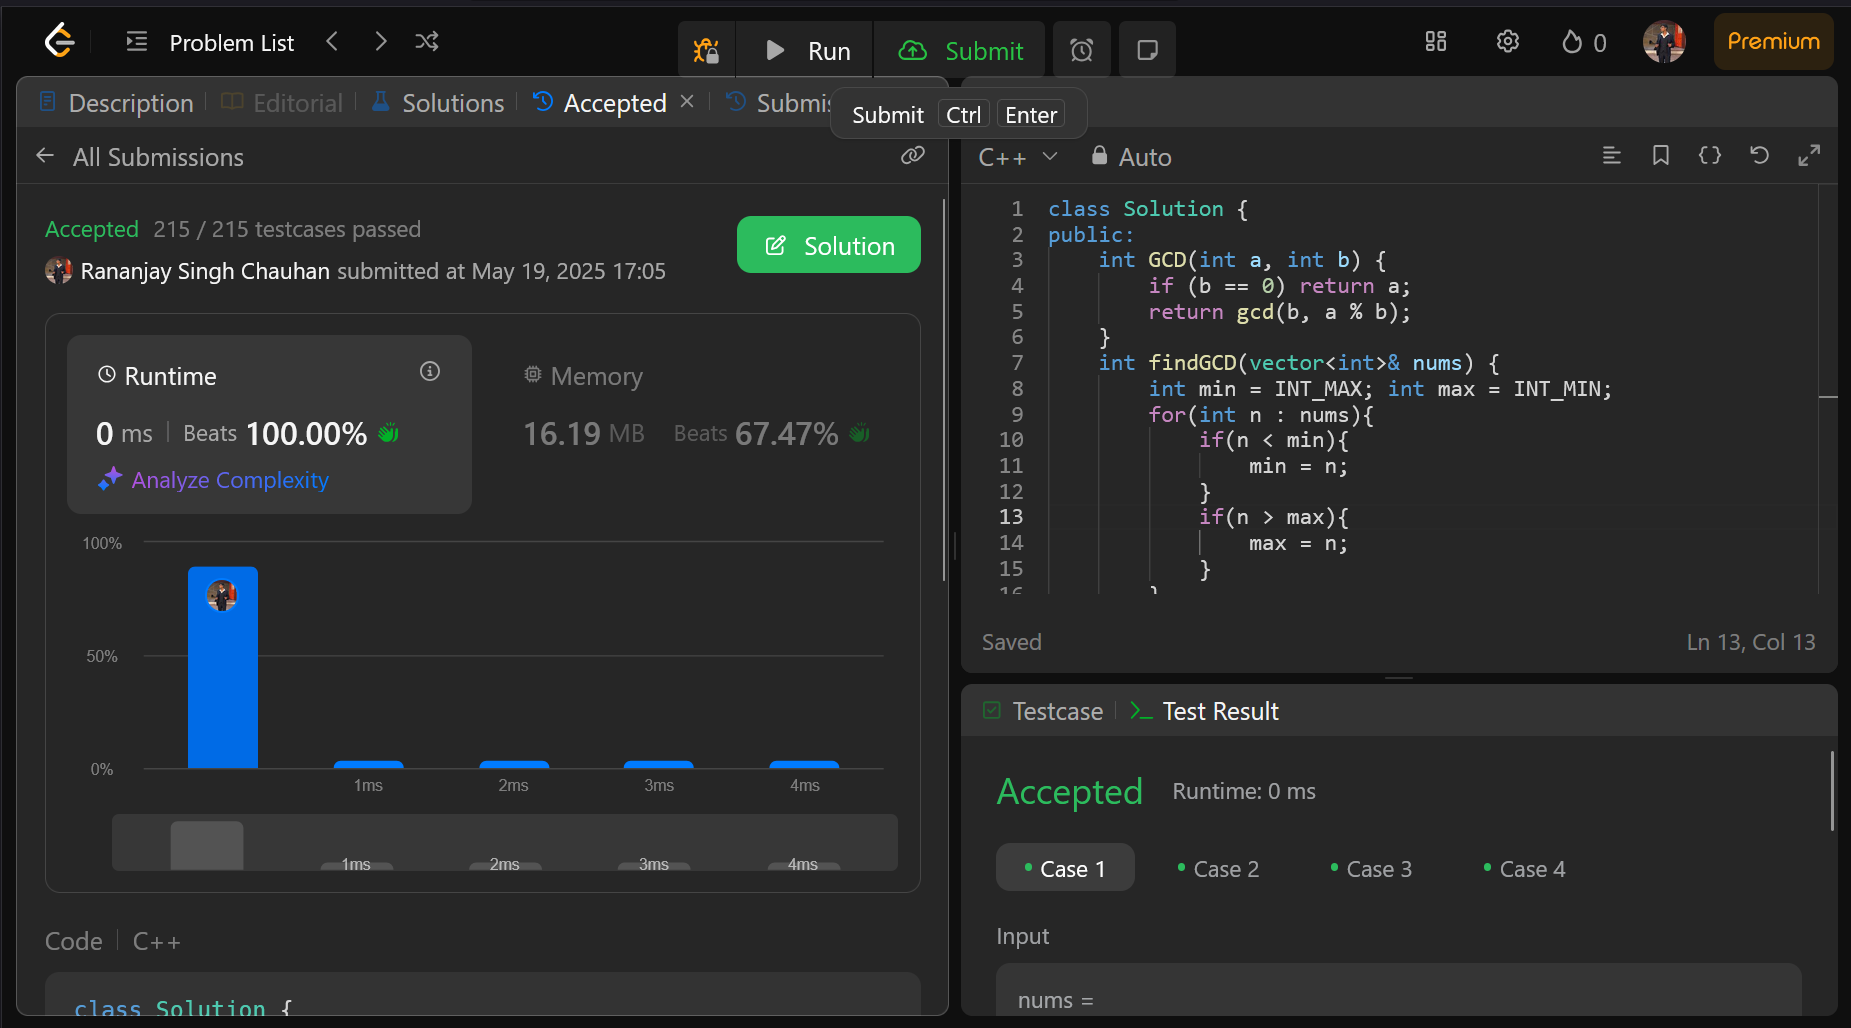 Problem List
Run
Submit
0
Premium
Description
Editorial
Solutions
Accepted
Submis
Submit Ctrl Enter
All Submissions
Accepted 215 / 215 testcases passed
Rananjay Singh Chauhan submitted at May 19, 2025 17:05
Solution
Runtime
0 ms Beats 100.00%
Analyze Complexity
Memory
16.19 MB Beats 67.47%
100%
50%
0%
1ms 2ms 3ms 4ms
1ms 2ms 3ms 4ms
Code C++
class Solution {
C++ Auto
1 class Solution {
2 public:
3 int GCD(int a, int b) {
4 if (b == 0) return a;
5 return gcd(b, a % b);
6 }
7 int findGCD(vector<int>& nums) {
8 int min = INT_MAX; int max = INT_MIN;
9 for(int n : nums){
10 if(n < min){
11 min = n;
12 }
13 if(n > max){
14 max = n;
15 }
16 }
Saved
Ln 13, Col 13
Testcase
>_ Test Result
Accepted Runtime: 0 ms
Case 1 Case 2 Case 3 Case 4
Input
nums =